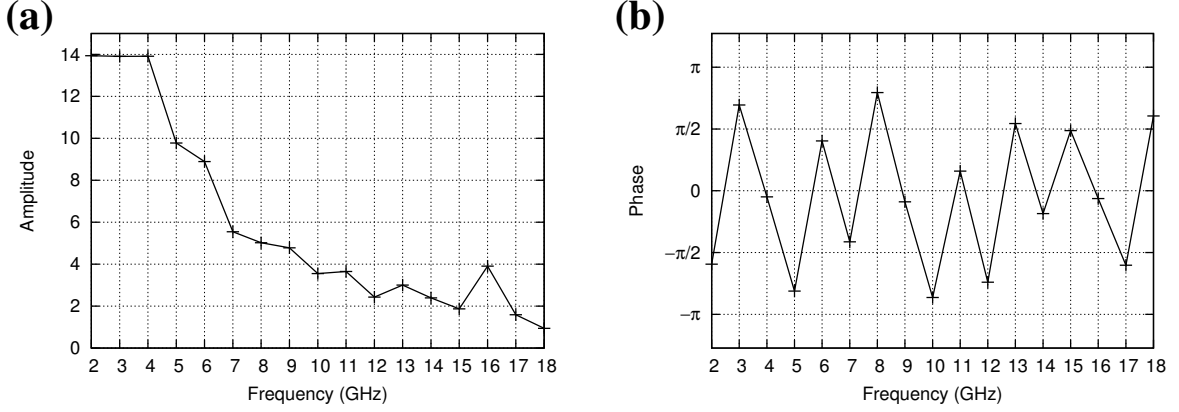 (a)
14
12
10
8
6
4
2
0
Amplitude
2 3 4 5 6 7 8 9 10 11 12 13 14 15 16 17 18
Frequency (GHz)
(b)
π
π/2
0
−π/2
−π
Phase
2 3 4 5 6 7 8 9 10 11 12 13 14 15 16 17 18
Frequency (GHz)